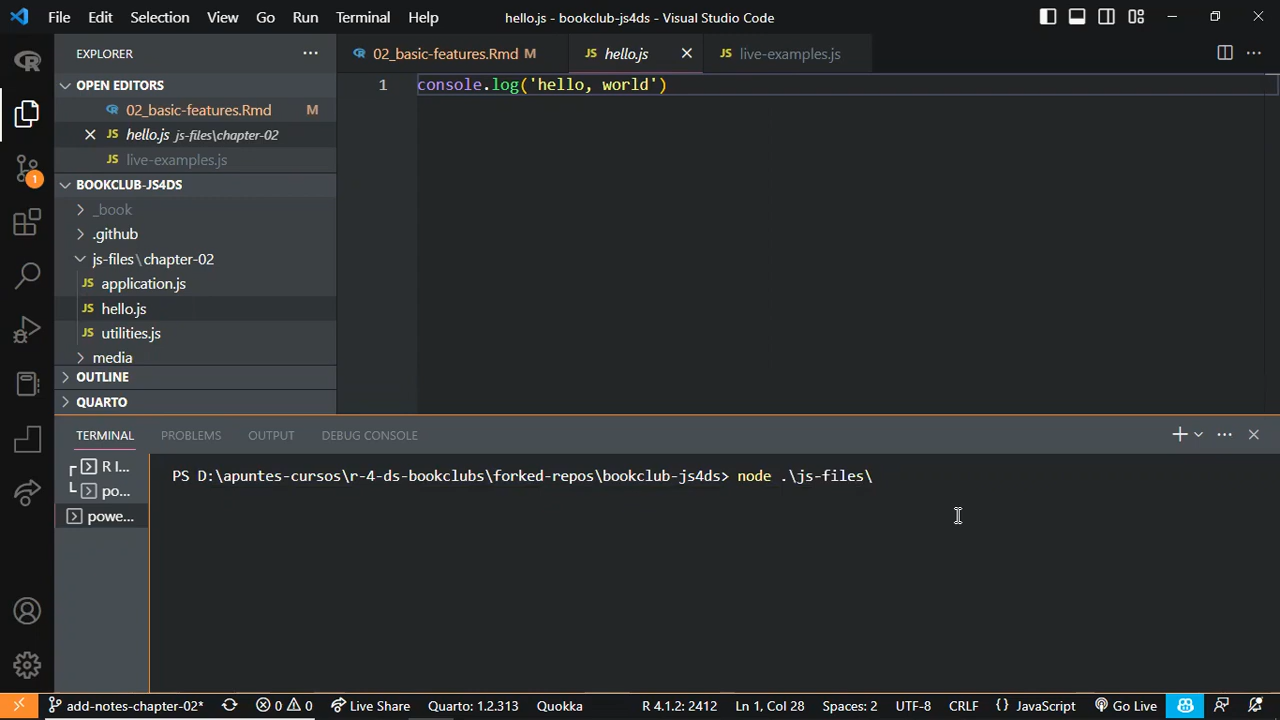 File Edit Selection View Go Run Terminal Help hello.js - bookclub-js4ds - Visual Studio Code
EXPLORER
02_basic-features.Rmd M hello.js live-examples.js
OPEN EDITORS
02_basic-features.Rmd M
hello.js js-files\chapter-02
live-examples.js
BOOKCLUB-JS4DS
_book
.github
js-files\chapter-02
application.js
hello.js
utilities.js
media
OUTLINE
QUARTO
1 console.log('hello, world')
1
TERMINAL PROBLEMS OUTPUT DEBUG CONSOLE
R I...
po...
powe...
PS D:\apuntes-cursos\r-4-ds-bookclubs\forked-repos\bookclub-js4ds> node .\js-files\
add-notes-chapter-02* 0 0 Live Share Quarto: 1.2.313 Quokka R 4.1.2: 2412 Ln 1, Col 28 Spaces: 2 UTF-8 CRLF {} JavaScript Go Live